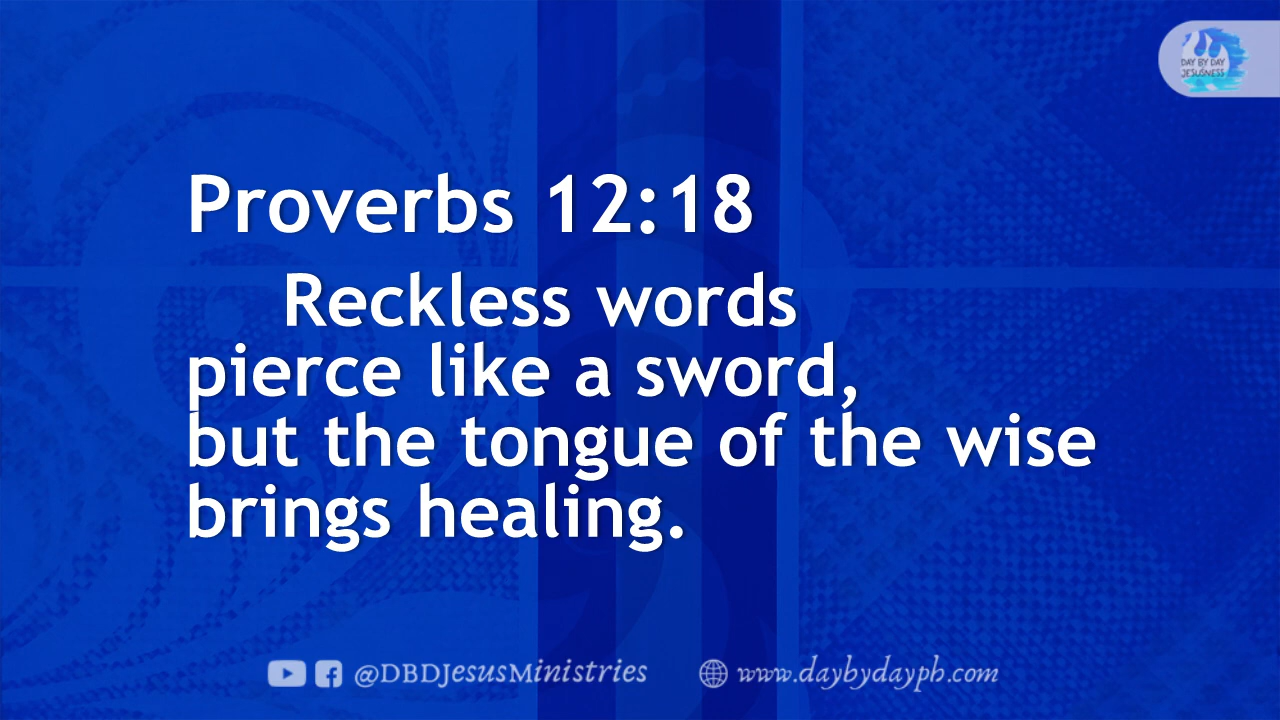 DAY BY DAY
JESUSNESS
Proverbs 12:18
Reckless words
pierce like a sword,
but the tongue of the wise
brings healing.
@DBDJesusMinistries www.daybydayph.com